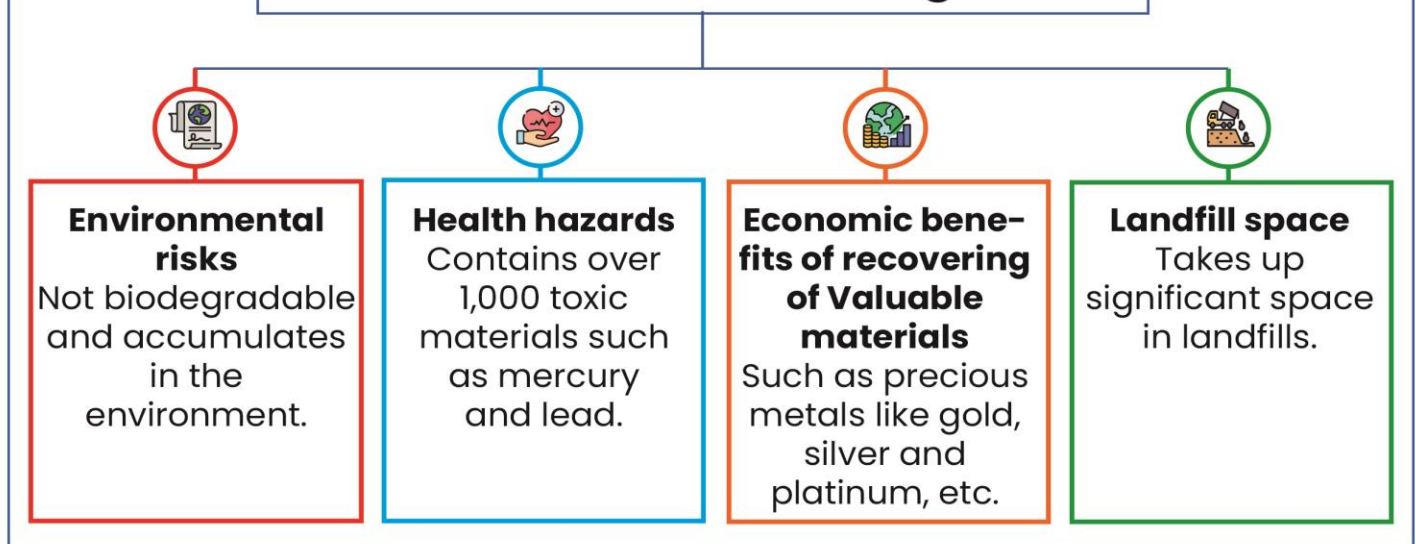 Environmental
risks
Not biodegradable
and accumulates
in the
environment.
Health hazards
Contains over
1,000 toxic
materials such
as mercury
and lead.
Economic bene-
fits of recovering
of Valuable
materials
Such as precious
metals like gold,
silver and
platinum, etc.
Landfill space
Takes up
significant space
in landfills.